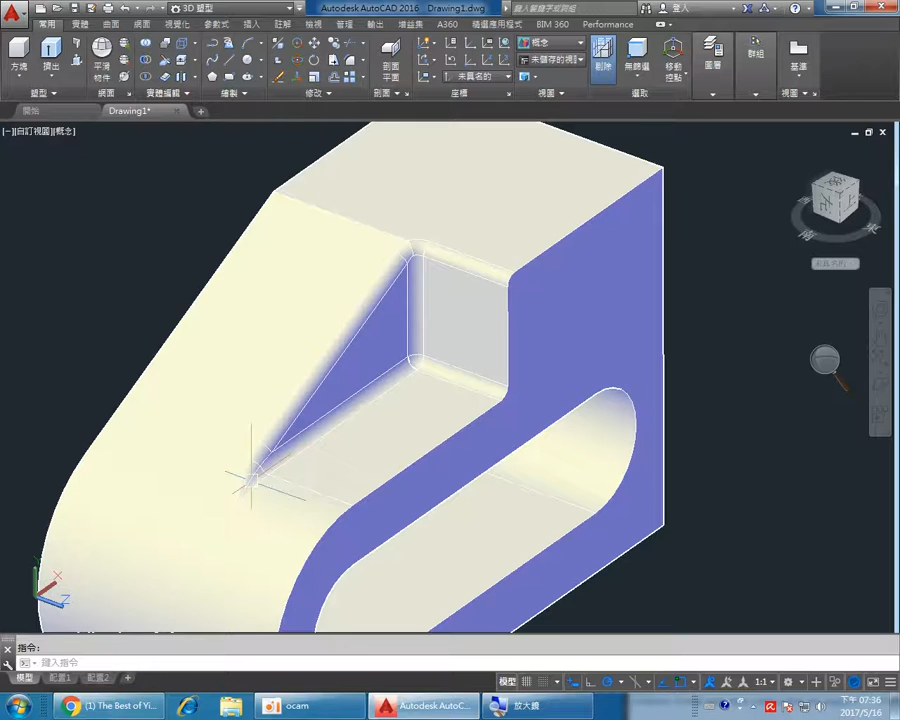 3D 塑型
Autodesk AutoCAD 2016 Drawing1.dwg
鍵入關鍵字或片語
登入
常用 實體 曲面 網面 視覺化 參數式 插入 註解 檢視 管理 輸出 增益集 A360 精選應用程式 BIM 360 Performance
方塊 擠出 平滑物件 剖面平面 未具名的 概念 未儲存的視圖 剔除 無篩選 移動控點 圖層 群組 基準
塑型 網面 實體編輯 繪製 修改 剖面 座標 視圖 選取 視圖
開始 Drawing1*
[−][自訂視圖][概念]
南
X
Z
指令:
鍵入指令
模型 配置1 配置2 +
模型 1:1
(1) The Best of Yi... ocam Autodesk AutoC... 放大鏡
下午 07:36
2017/5/16